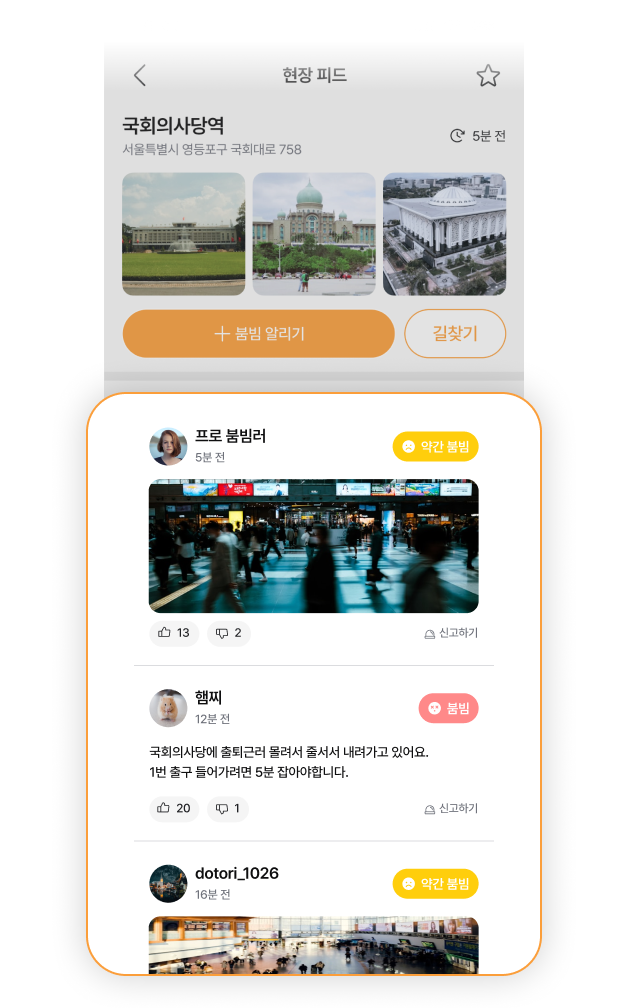 현장 피드
국회의사당역
서울특별시 영등포구 국회대로 758
5분 전
붐빔 알리기
길찾기
프로 붐빔러
5분 전
약간 붐빔
13
2
신고하기
햄찌
12분 전
붐빔
국회의사당에 출퇴근러 몰려서 줄서서 내려가고 있어요.
1번 출구 들어가려면 5분 잡아야합니다.
20
1
신고하기
dotori_1026
16분 전
약간 붐빔